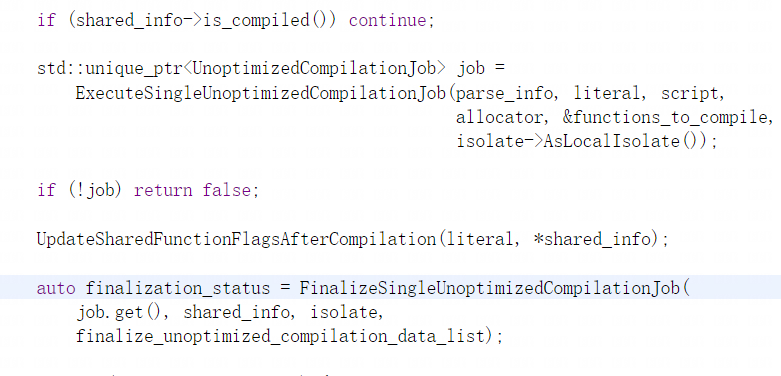 if (shared_info->is_compiled()) continue;
std::unique_ptr<UnoptimizedCompilationJob> job =
ExecuteSingleUnoptimizedCompilationJob(parse_info, literal, script,
allocator, &functions_to_compile,
isolate->AsLocalIsolate());
if (!job) return false;
UpdateSharedFunctionFlagsAfterCompilation(literal, *shared_info);
auto finalization_status = FinalizeSingleUnoptimizedCompilationJob(
job.get(), shared_info, isolate,
finalize_unoptimized_compilation_data_list);